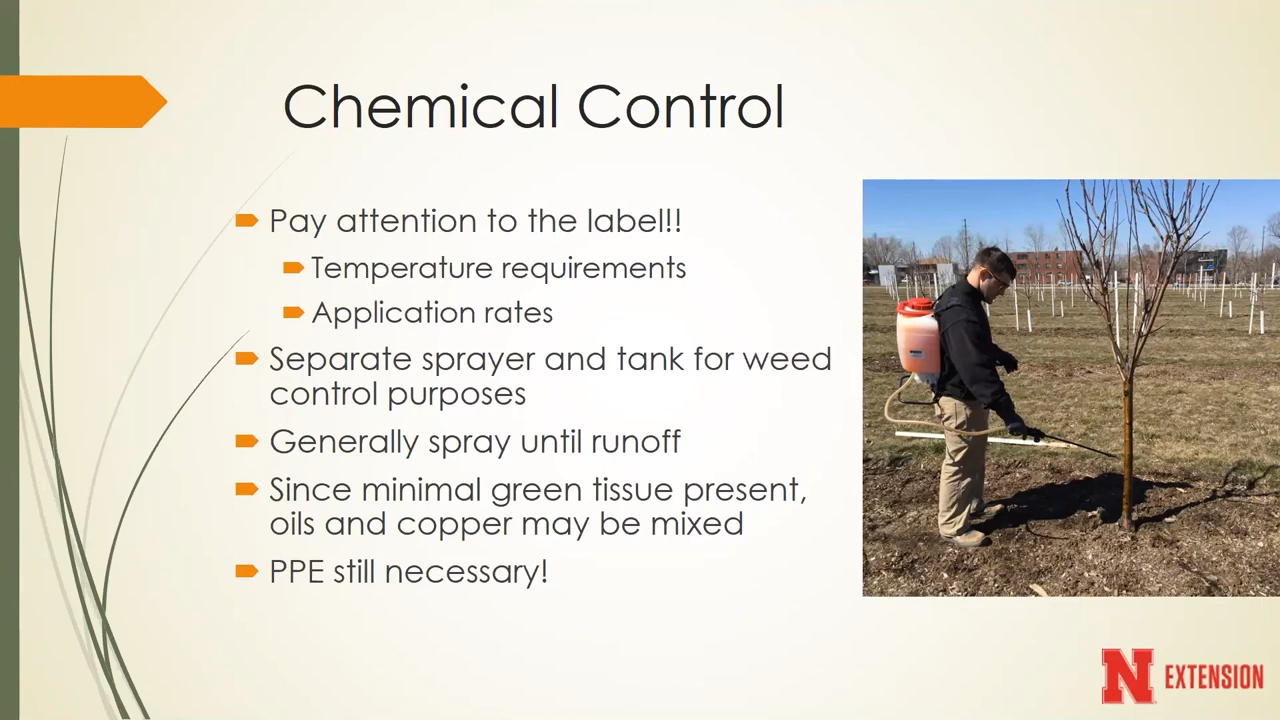 Chemical Control
Pay attention to the label!!
Temperature requirements
Application rates
Separate sprayer and tank for weed
control purposes
Generally spray until runoff
Since minimal green tissue present,
oils and copper may be mixed
PPE still necessary!
N EXTENSION